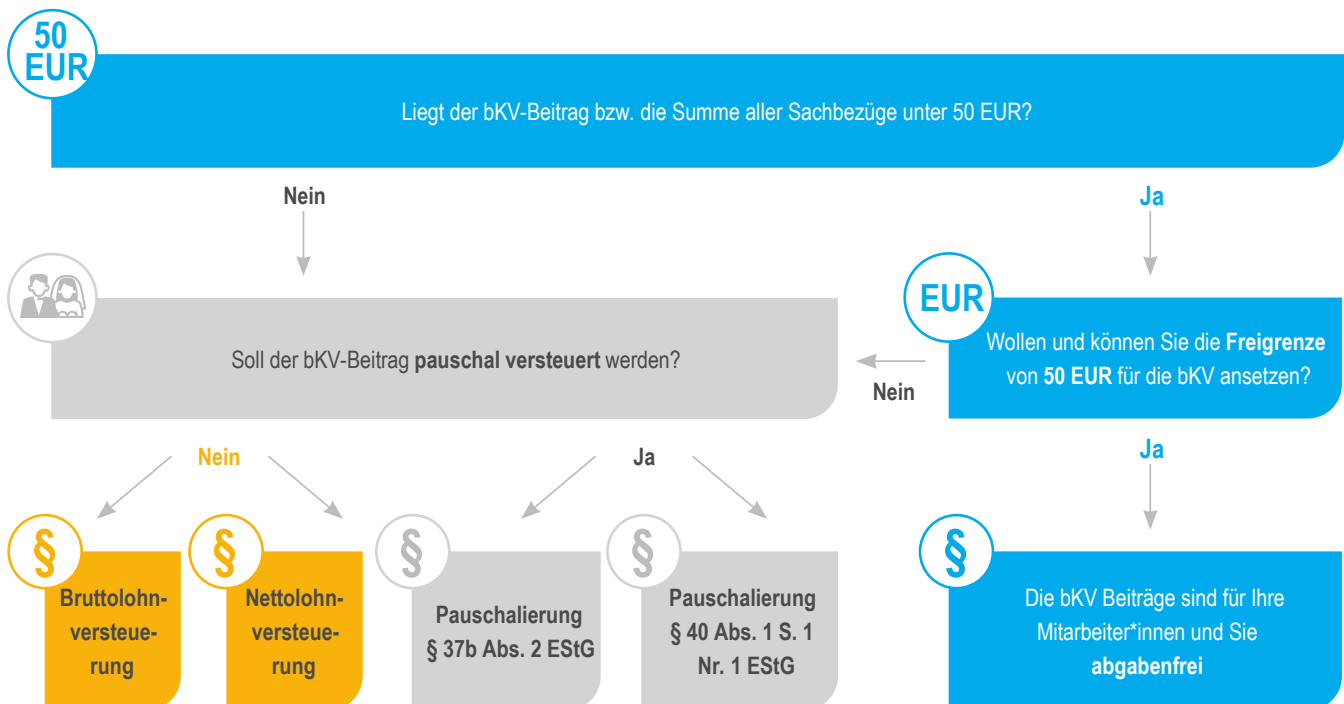 50
EUR
Liegt der bKV-Beitrag bzw. die Summe aller Sachbezüge unter 50 EUR?
Nein
Ja
EUR
Soll der bKV-Beitrag pauschal versteuert werden?
Wollen und können Sie die Freigrenze
von 50 EUR für die bKV ansetzen?
Nein
Nein
Ja
Ja
§
Bruttolohn-
versteue-
rung
§
Nettolohn-
versteue-
rung
§
Pauschalierung
§ 37b Abs. 2 EStG
§
Pauschalierung
§ 40 Abs. 1 S. 1
Nr. 1 EStG
§
Die bKV Beiträge sind für Ihre
Mitarbeiter*innen und Sie
abgabenfrei